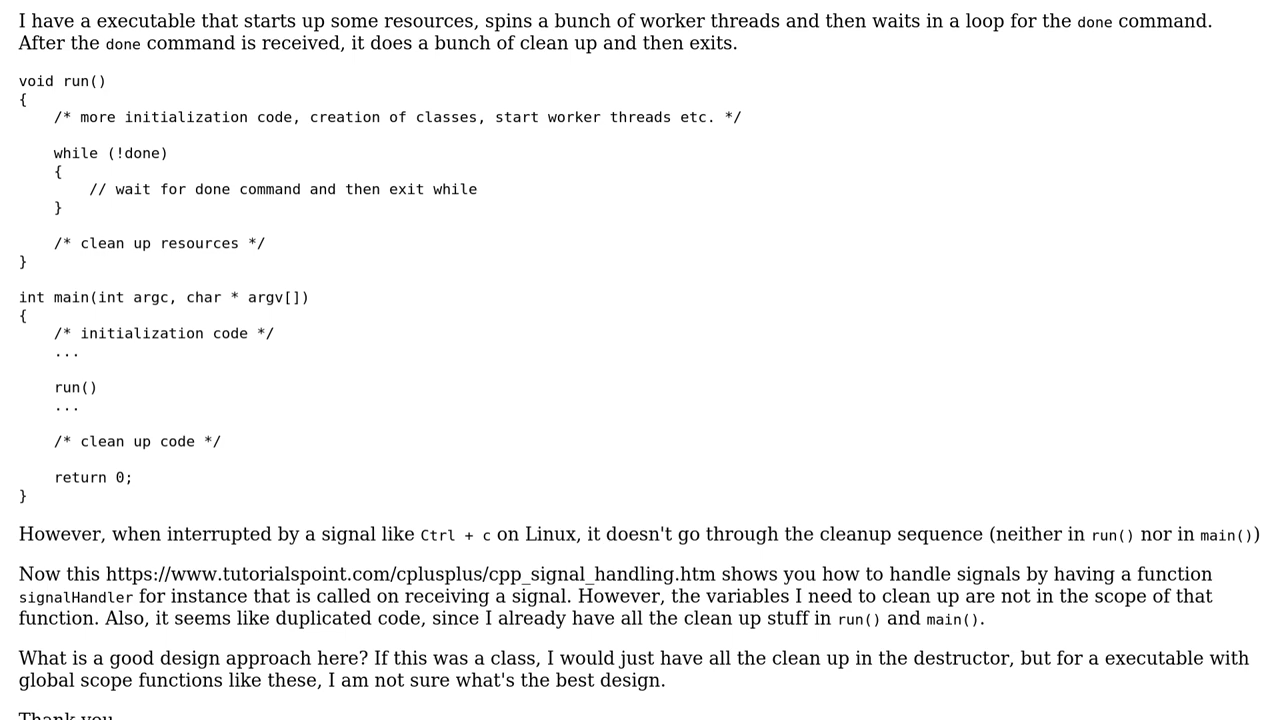 I have a executable that starts up some resources, spins a bunch of worker threads and then waits in a loop for the done command.
After the done command is received, it does a bunch of clean up and then exits.
void run()
{
    /* more initialization code, creation of classes, start worker threads etc. */
    while (!done)
    {
        // wait for done command and then exit while
    }
    /* clean up resources */
}
int main(int argc, char * argv[])
{
    /* initialization code */
    ...
    run()
    ...
    /* clean up code */
    return 0;
}
However, when interrupted by a signal like Ctrl + c on Linux, it doesn't go through the cleanup sequence (neither in run() nor in main())
Now this https://www.tutorialspoint.com/cplusplus/cpp_signal_handling.htm shows you how to handle signals by having a function
signalHandler for instance that is called on receiving a signal. However, the variables I need to clean up are not in the scope of that
function. Also, it seems like duplicated code, since I already have all the clean up stuff in run() and main().
What is a good design approach here? If this was a class, I would just have all the clean up in the destructor, but for a executable with
global scope functions like these, I am not sure what's the best design.
Thank you